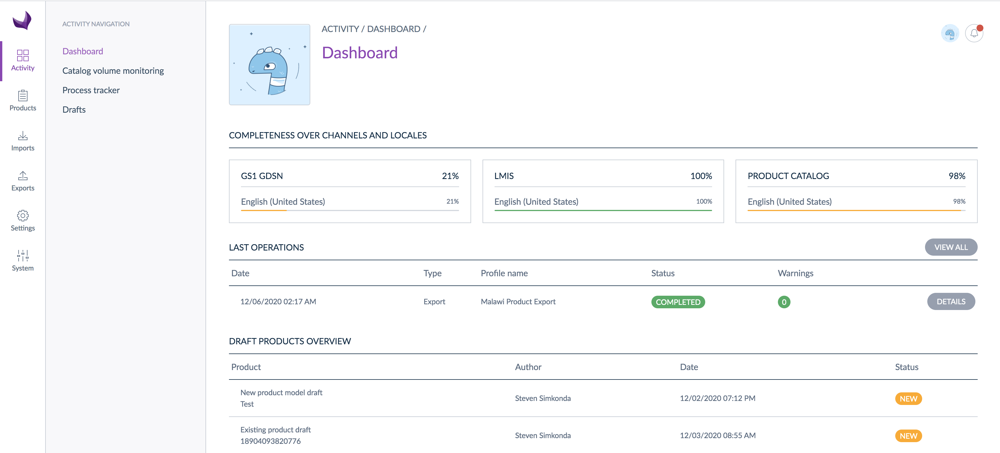 ACTIVITY NAVIGATION
Dashboard
Catalog volume monitoring
Process tracker
Drafts
Activity
Products
Imports
Exports
Settings
System
ACTIVITY / DASHBOARD /
Dashboard
COMPLETENESS OVER CHANNELS AND LOCALES
GS1 GDSN 21%
English (United States) 21%
LMIS 100%
English (United States) 100%
PRODUCT CATALOG 98%
English (United States) 98%
LAST OPERATIONS VIEW ALL
Date Type Profile name Status Warnings
12/06/2020 02:17 AM Export Malawi Product Export COMPLETED 0 DETAILS
DRAFT PRODUCTS OVERVIEW
Product Author Date Status
New product model draft
Test
Steven Simkonda 12/02/2020 07:12 PM NEW
Existing product draft
18904093820776
Steven Simkonda 12/03/2020 08:55 AM NEW